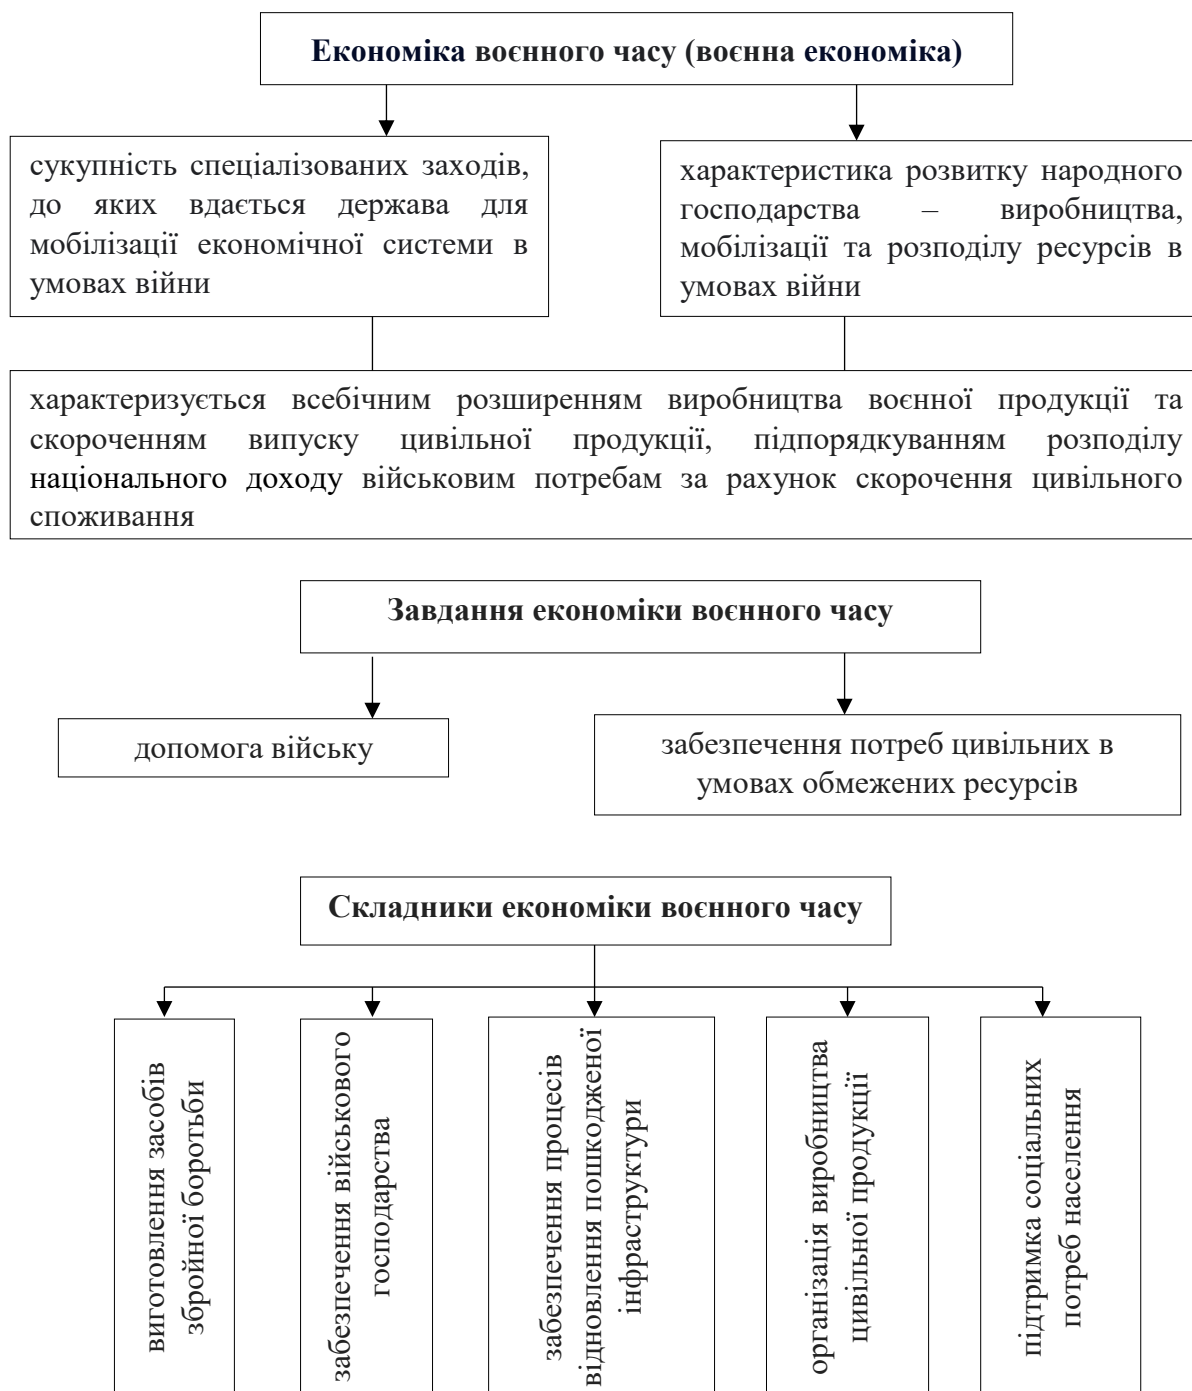 Економіка воєнного часу (воєнна економіка)
сукупність спеціалізованих заходів,
до яких вдається держава для
мобілізації економічної системи в
умовах війни
характеристика розвитку народного
господарства – виробництва,
мобілізації та розподілу ресурсів в
умовах війни
характеризується всебічним розширенням виробництва воєнної продукції та
скороченням випуску цивільної продукції, підпорядкуванням розподілу
національного доходу військовим потребам за рахунок скорочення цивільного
споживання
Завдання економіки воєнного часу
допомога війську
забезпечення потреб цивільних в
умовах обмежених ресурсів
Складники економіки воєнного часу
виготовлення засобів
збройної боротьби
забезпечення військового
господарства
забезпечення процесів
відновлення пошкодженої
інфраструктури
організація виробництва
цивільної продукції
підтримка соціальних
потреб населення